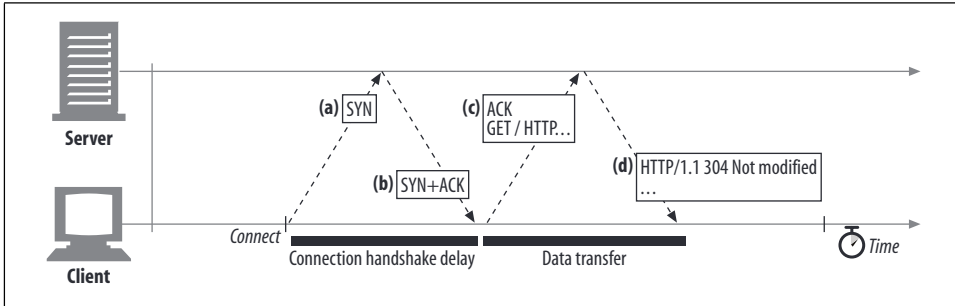 Server
(a) SYN
(c) ACK
GET / HTTP...
(b) SYN+ACK
(d) HTTP/1.1 304 Not modified
...
Connect
Time
Client
Connection handshake delay
Data transfer